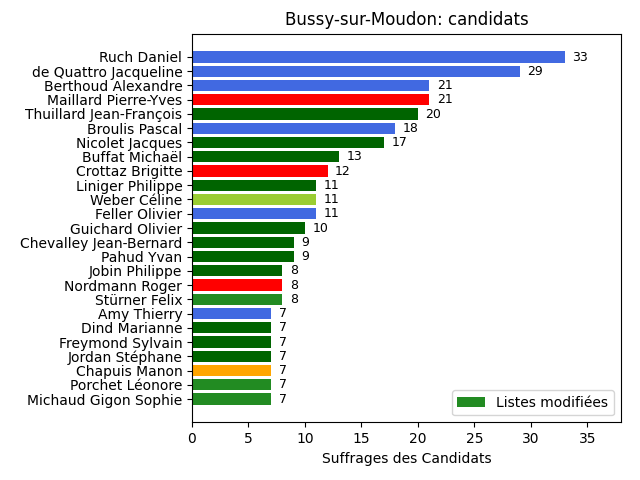 Bussy-sur-Moudon: candidats
Ruch Daniel 33
de Quattro Jacqueline 29
Berthoud Alexandre 21
Maillard Pierre-Yves 21
Thuillard Jean-François 20
Broulis Pascal 18
Nicolet Jacques 17
Buffat Michaël 13
Crottaz Brigitte 12
Liniger Philippe 11
Weber Céline 11
Feller Olivier 11
Guichard Olivier 10
Chevalley Jean-Bernard 9
Pahud Yvan 9
Jobin Philippe 8
Nordmann Roger 8
Stürner Felix 8
Amy Thierry 7
Dind Marianne 7
Freymond Sylvain 7
Jordan Stéphane 7
Chapuis Manon 7
Porchet Léonore 7
Michaud Gigon Sophie 7
Listes modifiées
0 5 10 15 20 25 30 35
Suffrages des Candidats